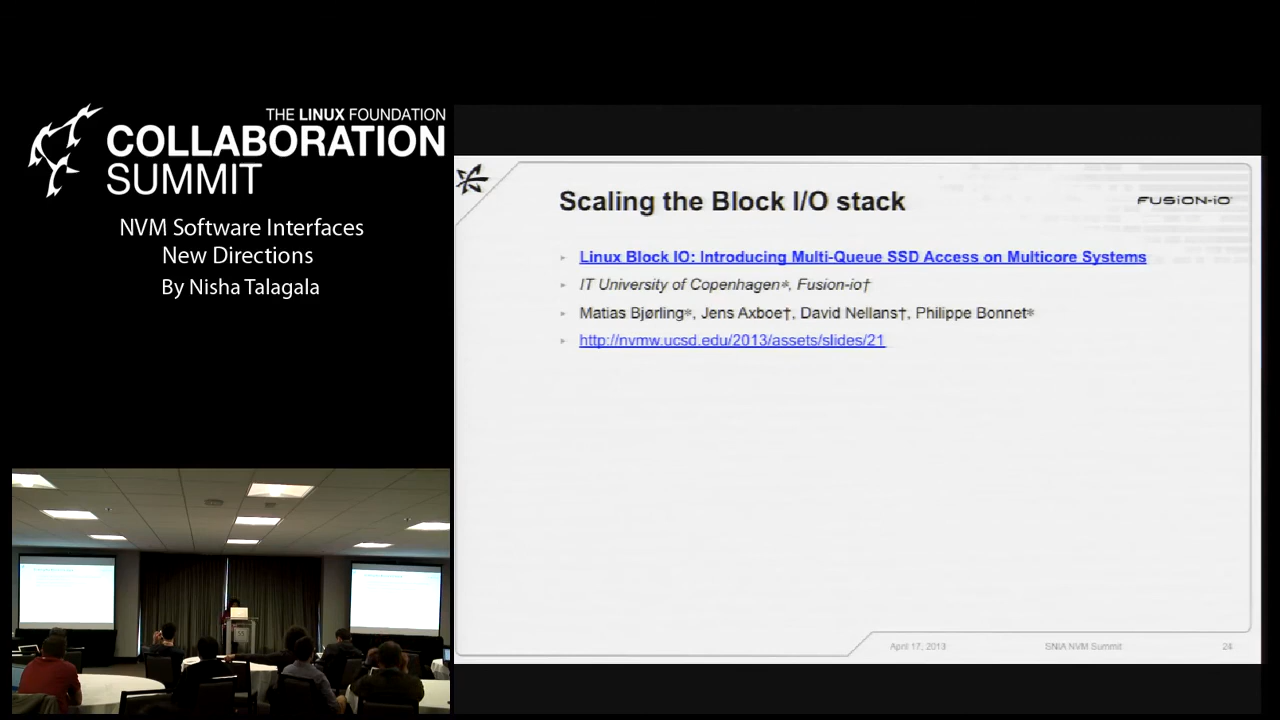 THE LINUX FOUNDATION
COLLABORATION
SUMMIT
NVM Software Interfaces
New Directions
By Nisha Talagala
Scaling the Block I/O stack
FUSION-iO
Linux Block IO: Introducing Multi-Queue SSD Access on Multicore Systems
IT University of Copenhagen*, Fusion-io†
Matias Bjørling*, Jens Axboe†, David Nellans†, Philippe Bonnet*
http://nvmw.ucsd.edu/2013/assets/slides/21
April 17, 2013
SNIA NVM Summit